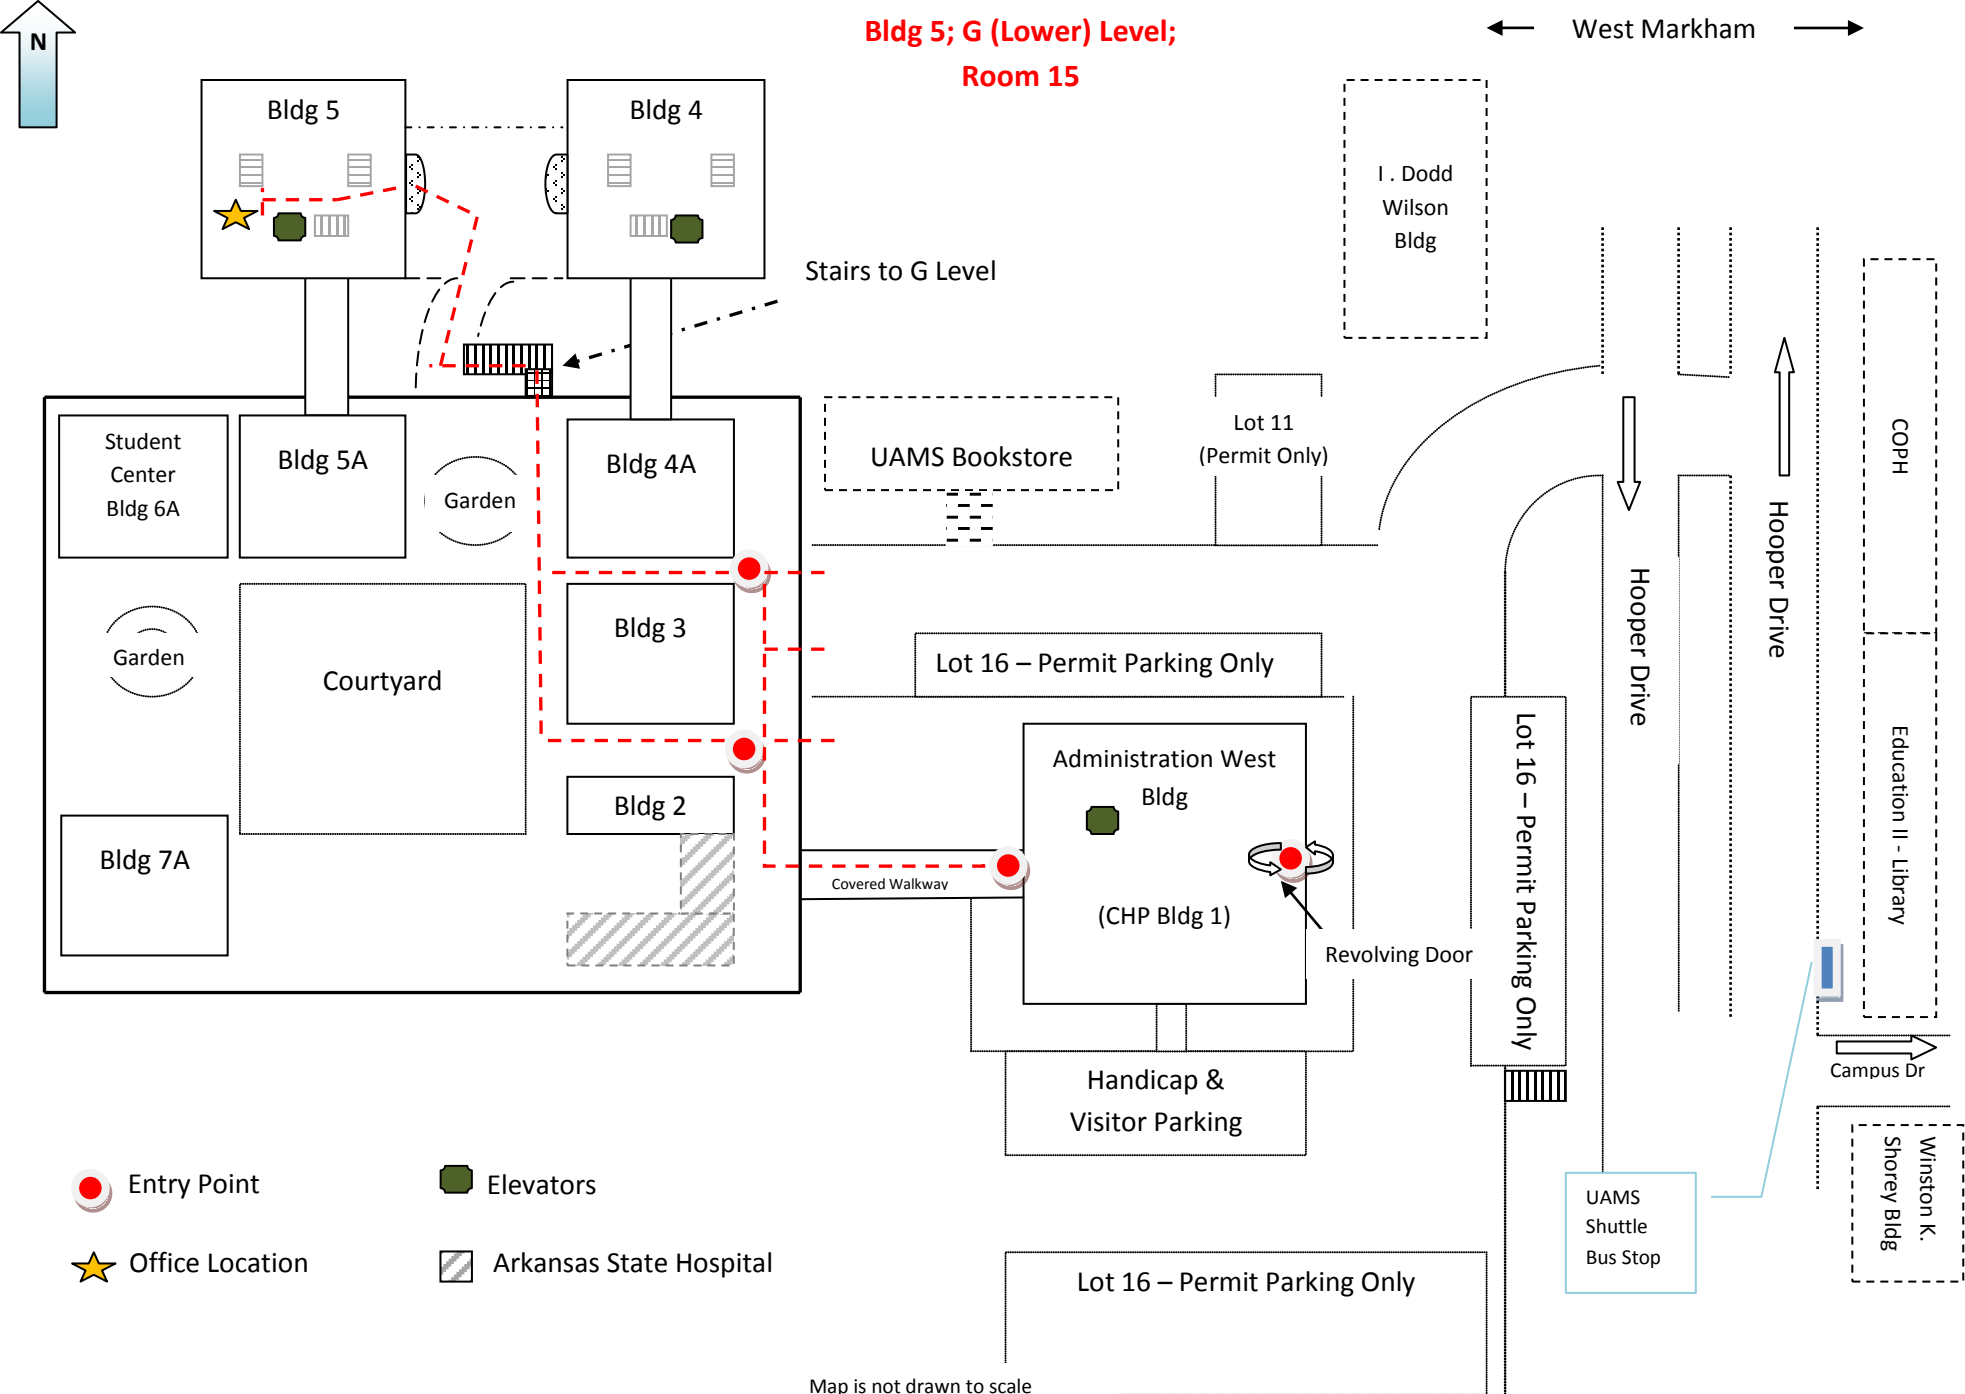 N
Bldg 5; G (Lower) Level;
Room 15
West Markham
Bldg 5
Bldg 4
I . Dodd
Wilson
Bldg
Stairs to G Level
Student
Center
Bldg 6A
Bldg 5A
Garden
Bldg 4A
UAMS Bookstore
Lot 11
(Permit Only)
COPH
Hooper Drive
Hooper Drive
Garden
Courtyard
Bldg 3
Lot 16 – Permit Parking Only
Lot 16 – Permit Parking Only
Education II - Library
Administration West
Bldg
(CHP Bldg 1)
Bldg 2
Bldg 7A
Covered Walkway
Revolving Door
Handicap &
Visitor Parking
Campus Dr
Winston K.
Shorey Bldg
UAMS
Shuttle
Bus Stop
Entry Point
Elevators
Office Location
Arkansas State Hospital
Lot 16 – Permit Parking Only
Map is not drawn to scale